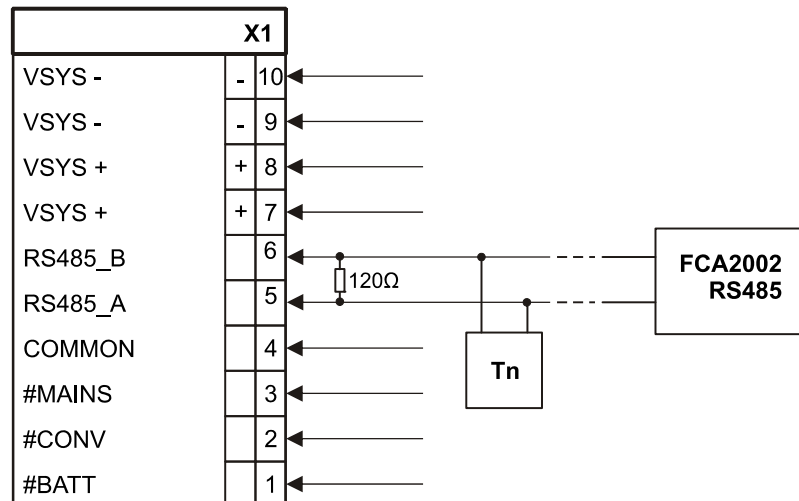 X1
VSYS - - 10
VSYS - - 9
VSYS + + 8
VSYS + + 7
RS485_B 6
RS485_A 5
COMMON 4
#MAINS 3
#CONV 2
#BATT 1
120Ω
Tn
FCA2002
RS485